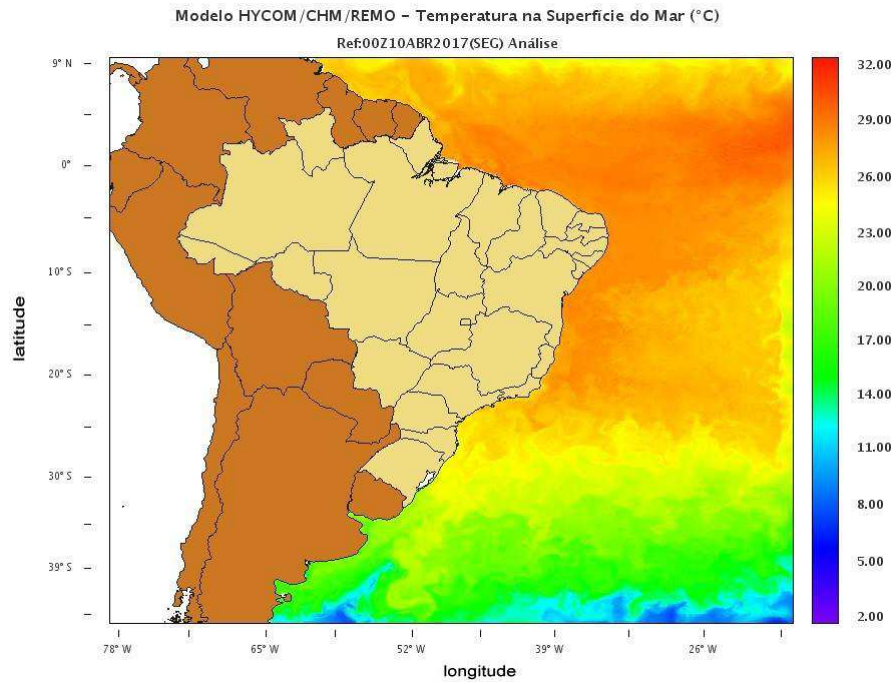 Modelo HYCOM/CHM/REMO – Temperatura na Superfície do Mar (°C)
Ref:00Z10ABR2017(SEG) Análise
9° N
0°
10° S
20° S
30° S
39° S
latitude
78° W
65° W
52° W
39° W
26° W
longitude
32.00
29.00
26.00
23.00
20.00
17.00
14.00
11.00
8.00
5.00
2.00